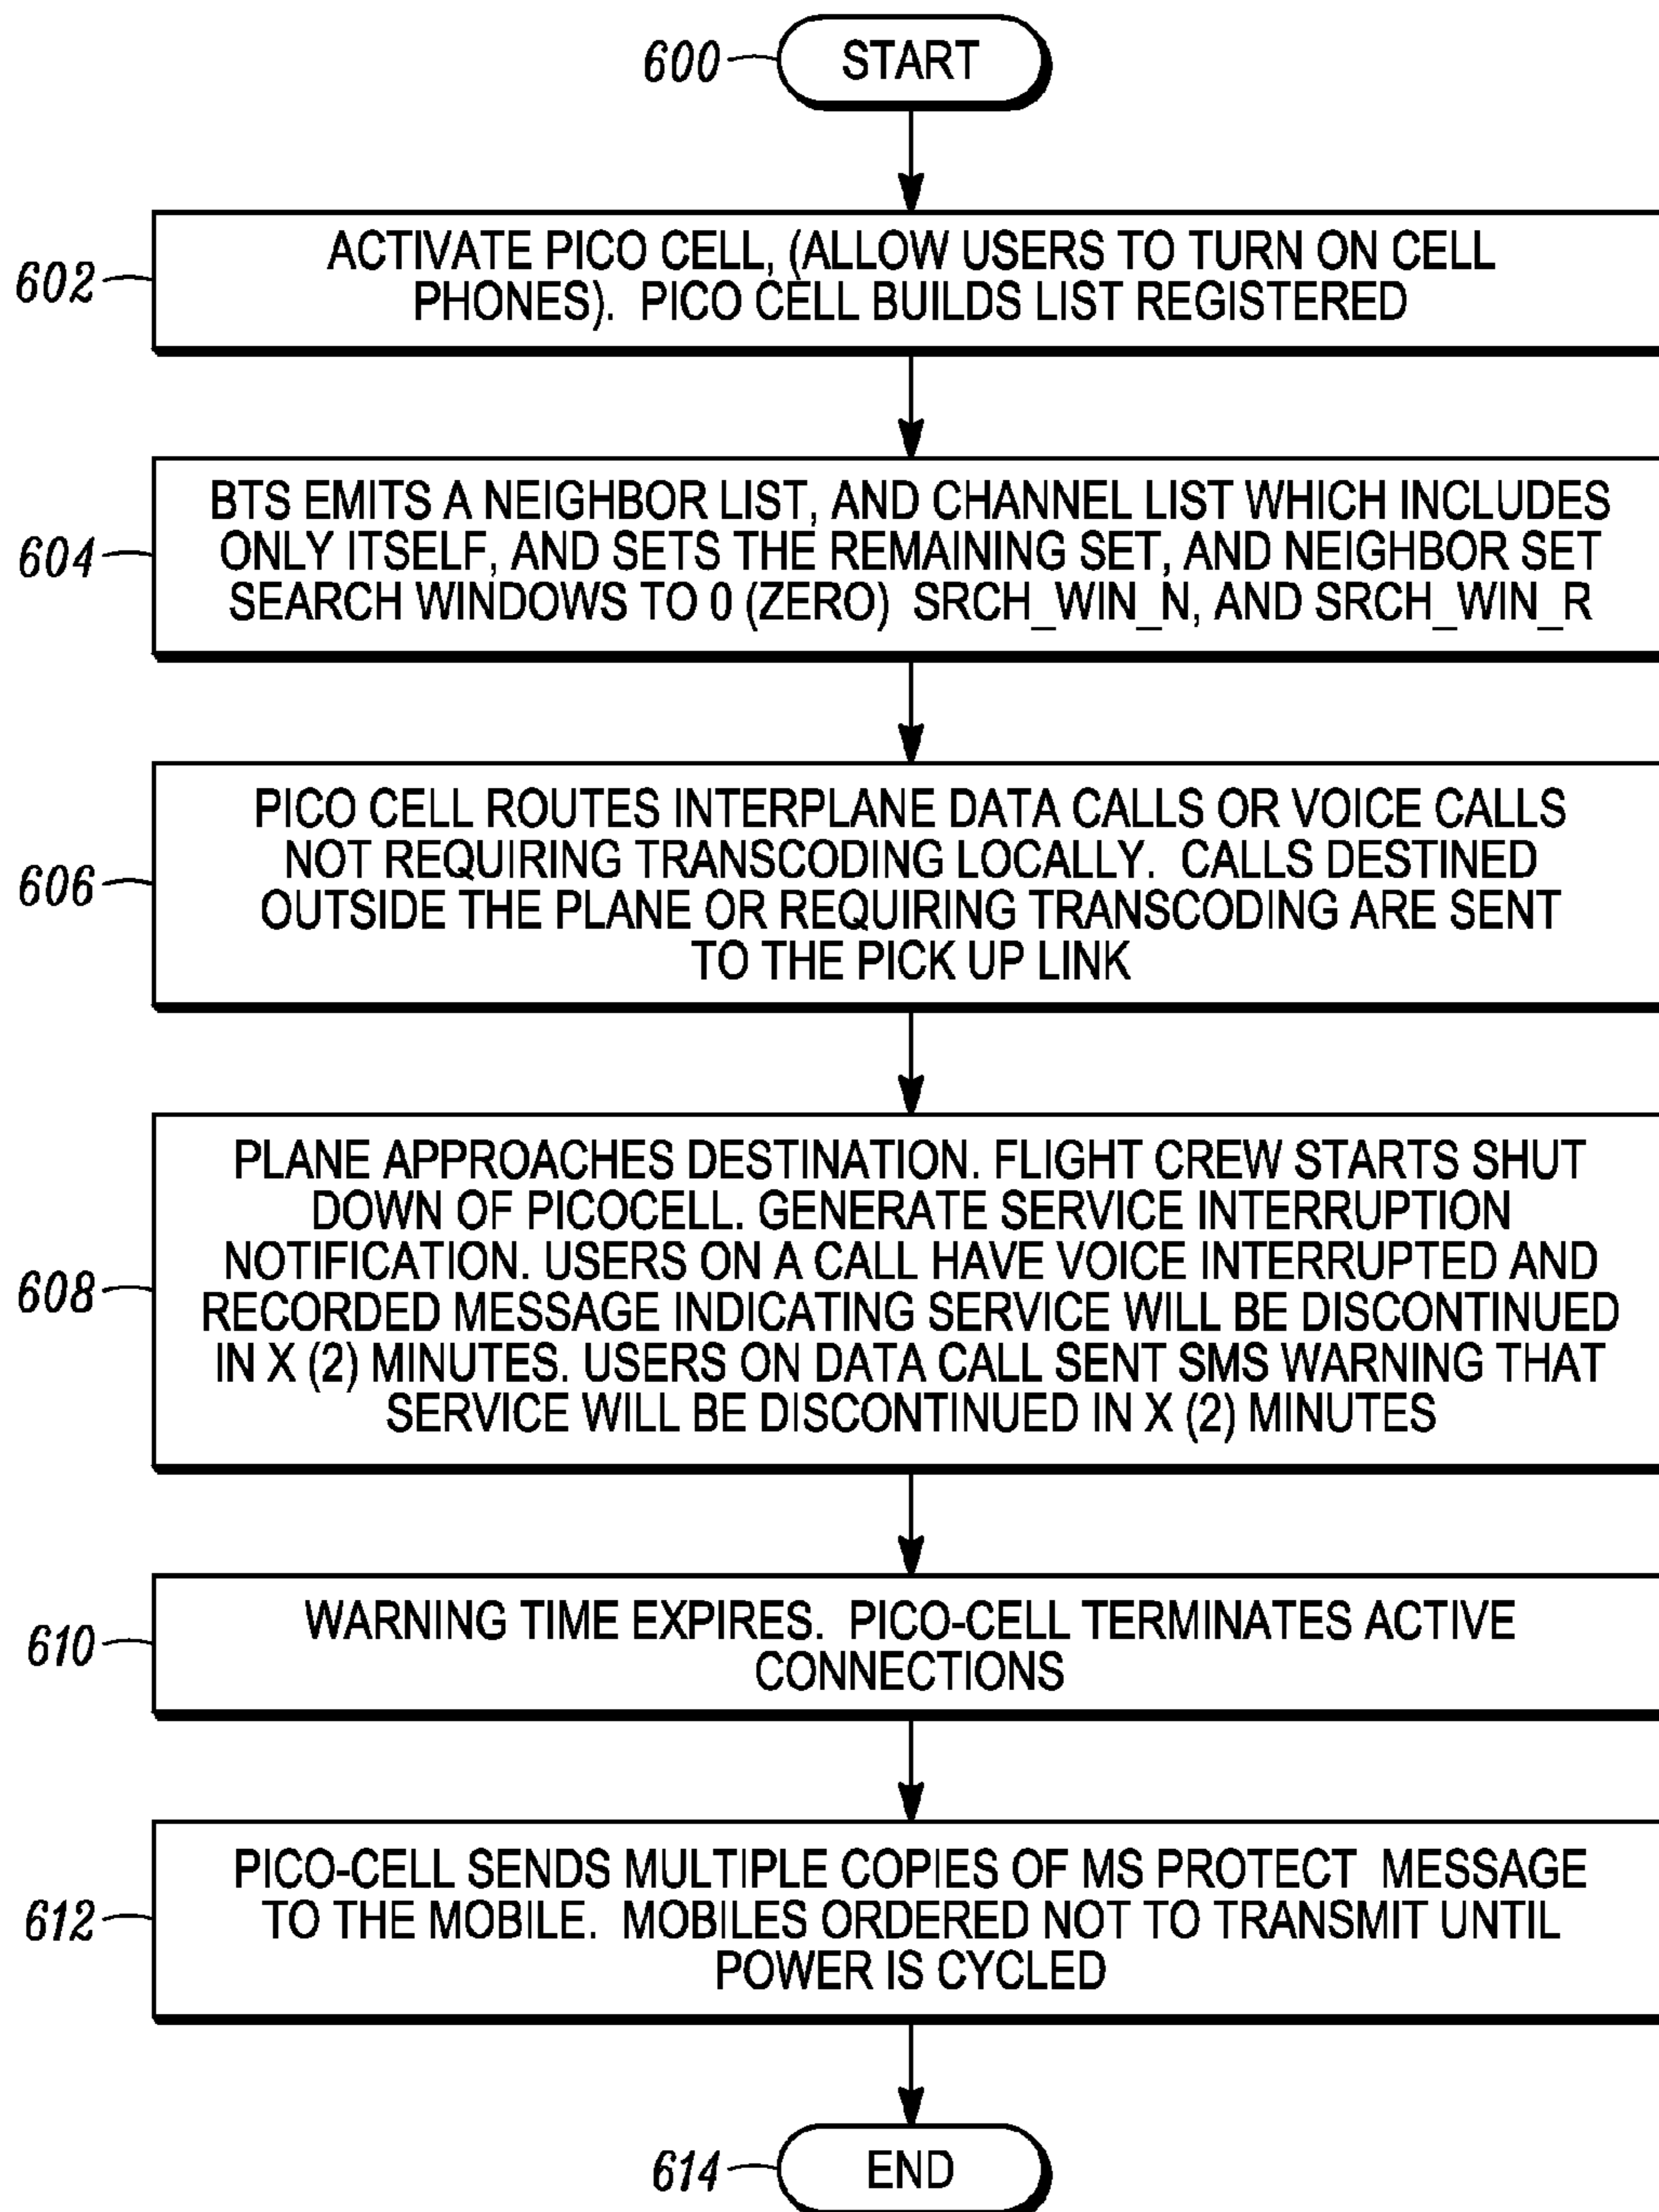 600
START
602
ACTIVATE PICO CELL, (ALLOW USERS TO TURN ON CELL
PHONES). PICO CELL BUILDS LIST REGISTERED
604
BTS EMITS A NEIGHBOR LIST, AND CHANNEL LIST WHICH INCLUDES
ONLY ITSELF, AND SETS THE REMAINING SET, AND NEIGHBOR SET
SEARCH WINDOWS TO 0 (ZERO) SRCH_WIN_N, AND SRCH_WIN_R
606
PICO CELL ROUTES INTERPLANE DATA CALLS OR VOICE CALLS
NOT REQUIRING TRANSCODING LOCALLY. CALLS DESTINED
OUTSIDE THE PLANE OR REQUIRING TRANSCODING ARE SENT
TO THE PICK UP LINK
608
PLANE APPROACHES DESTINATION. FLIGHT CREW STARTS SHUT
DOWN OF PICOCELL. GENERATE SERVICE INTERRUPTION
NOTIFICATION. USERS ON A CALL HAVE VOICE INTERRUPTED AND
RECORDED MESSAGE INDICATING SERVICE WILL BE DISCONTINUED
IN X (2) MINUTES. USERS ON DATA CALL SENT SMS WARNING THAT
SERVICE WILL BE DISCONTINUED IN X (2) MINUTES
610
WARNING TIME EXPIRES. PICO-CELL TERMINATES ACTIVE
CONNECTIONS
612
PICO-CELL SENDS MULTIPLE COPIES OF MS PROTECT MESSAGE
TO THE MOBILE. MOBILES ORDERED NOT TO TRANSMIT UNTIL
POWER IS CYCLED
614
END